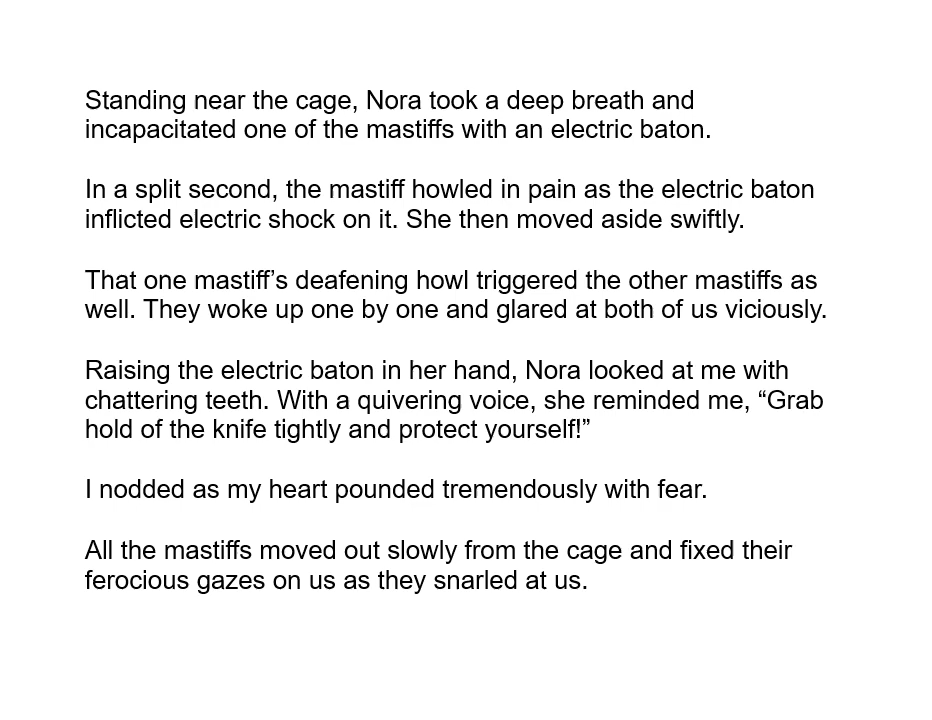 Standing near the cage, Nora took a deep breath and
incapacitated one of the mastiffs with an electric baton.
In a split second, the mastiff howled in pain as the electric baton
inflicted electric shock on it. She then moved aside swiftly.
That one mastiff’s deafening howl triggered the other mastiffs as
well. They woke up one by one and glared at both of us viciously.
Raising the electric baton in her hand, Nora looked at me with
chattering teeth. With a quivering voice, she reminded me, “Grab
hold of the knife tightly and protect yourself!”
I nodded as my heart pounded tremendously with fear.
All the mastiffs moved out slowly from the cage and fixed their
ferocious gazes on us as they snarled at us.